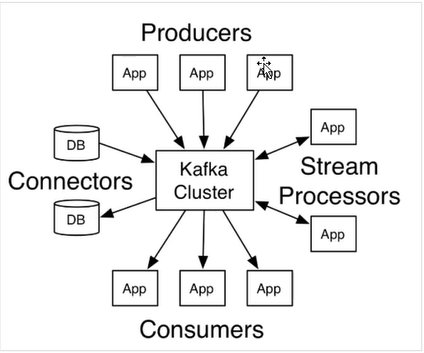 Producers
App
App
App
DB
Connectors
DB
Kafka
Cluster
App
Stream
Processors
App
App
App
App
Consumers